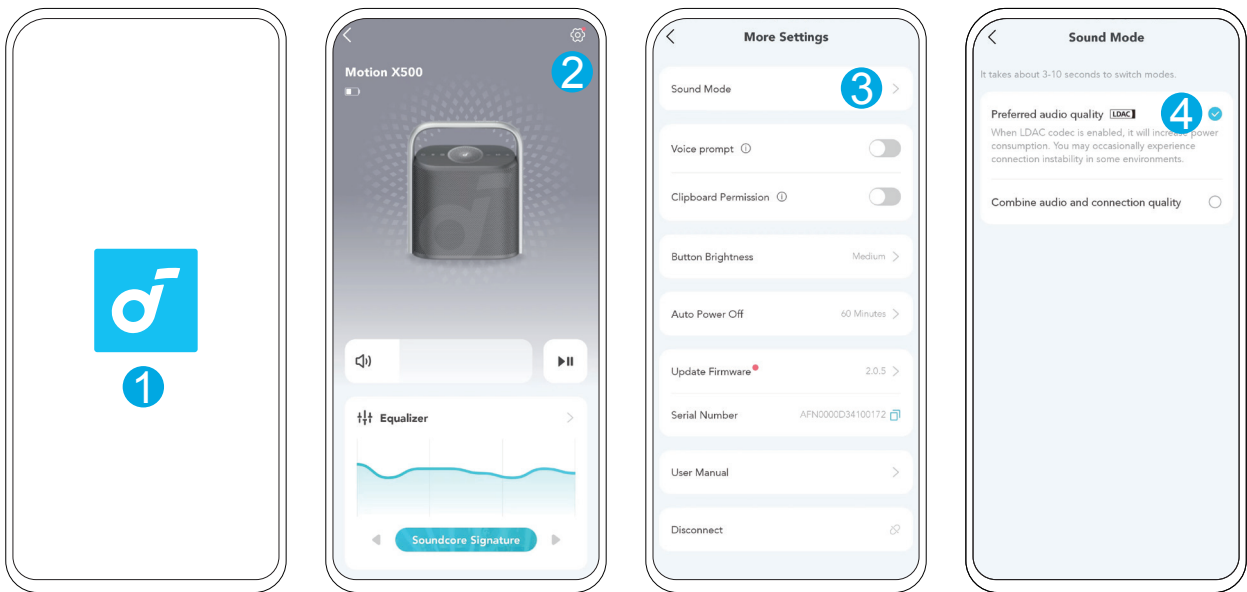 1
Motion X500
2
Equalizer
Soundcore Signature
More Settings
Sound Mode
3
Voice prompt
Clipboard Permission
Button Brightness Medium
Auto Power Off 60 Minutes
Update Firmware 2.0.5
Serial Number AFN0000D34100172
User Manual
Disconnect
Sound Mode
It takes about 3-10 seconds to switch modes.
Preferred audio quality LDAC
4
When LDAC codec is enabled, it will increase power
consumption. You may occasionally experience
connection instability in some environments.
Combine audio and connection quality